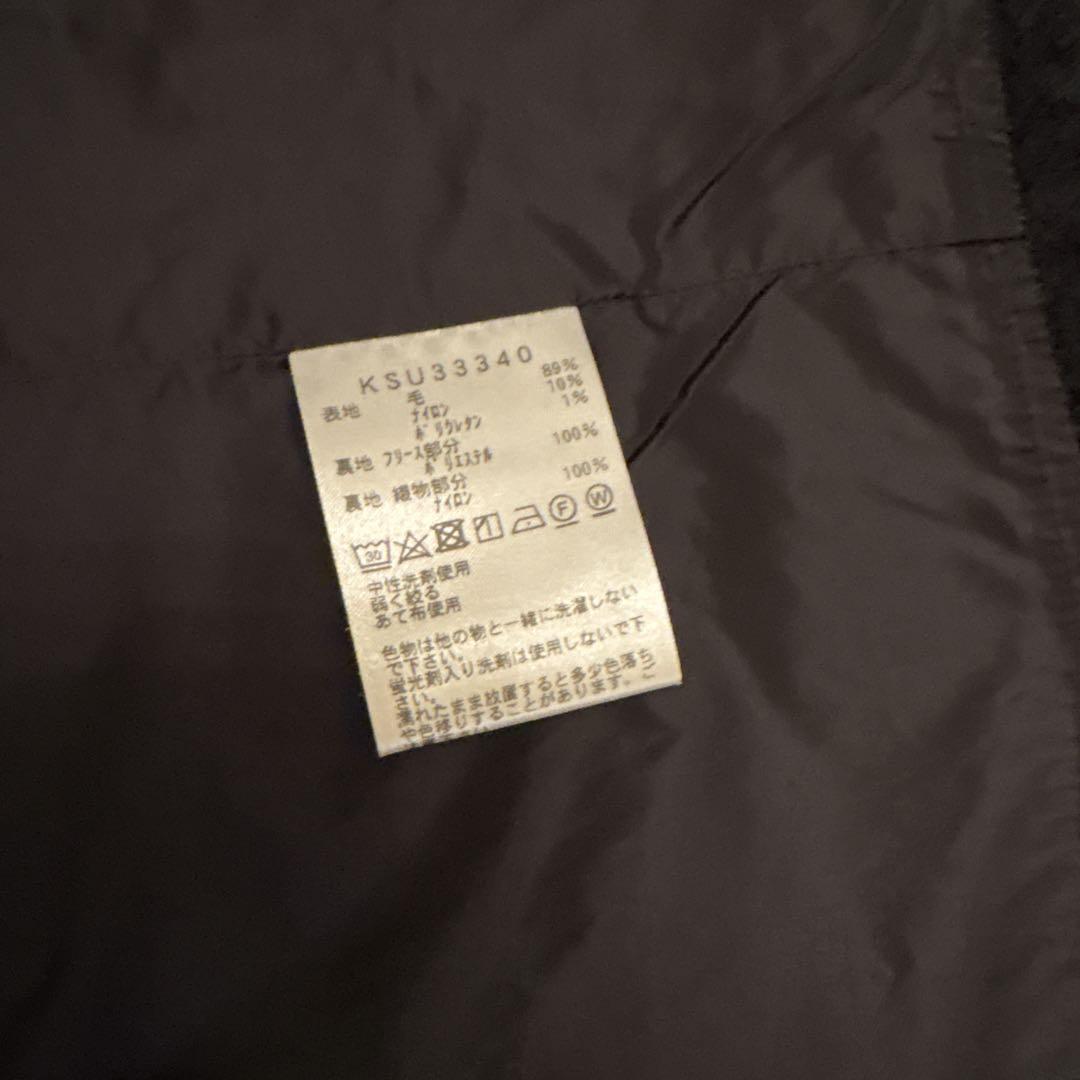 KSU33340
表地 毛 89%
ナイロン 10%
ポリウレタン 1%
裏地 フリース部分
ポリエステル 100%
裏地 織物部分
ナイロン 100%
30 F W
中性洗剤使用
弱く絞る
あて布使用
色物は他の物と一緒に洗濯しない
で下さい。
蛍光剤入り洗剤は使用しないで下
さい。
濡れたまま放置すると多少色落ち
や色移りすることがあります。ご